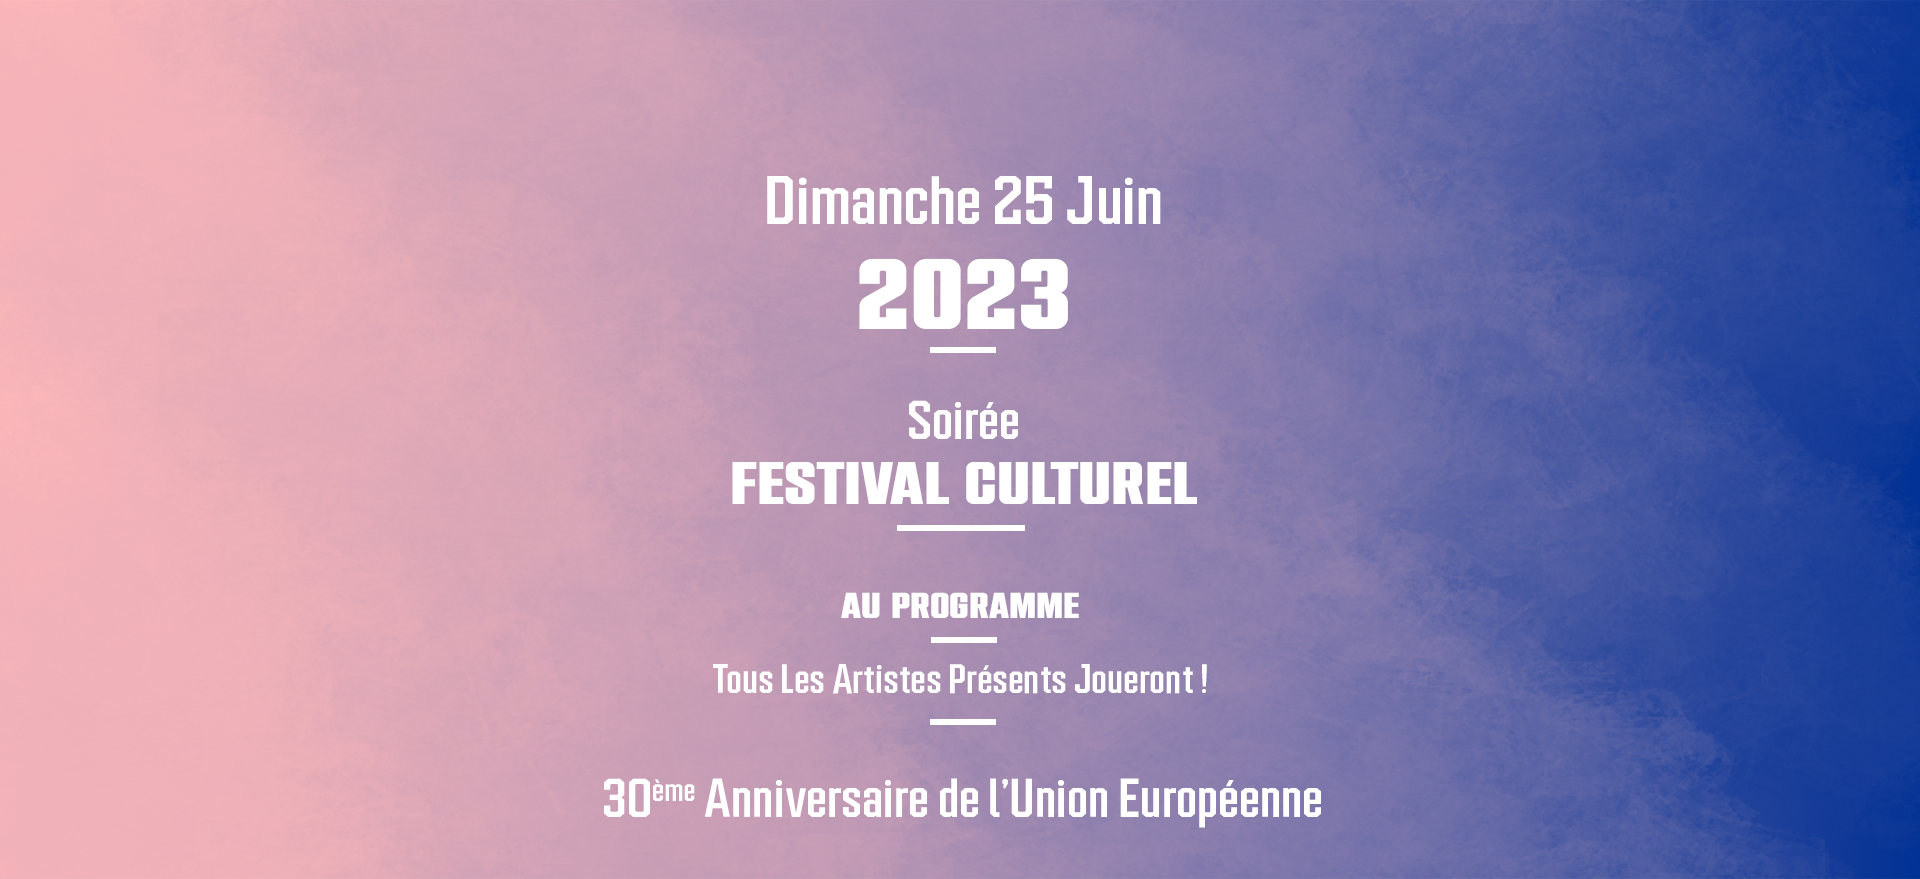 Dimanche 25 Juin
2023
Soirée
FESTIVAL CULTUREL
AU PROGRAMME
Tous Les Artistes Présents Joueront !
30ème Anniversaire de l'Union Européenne